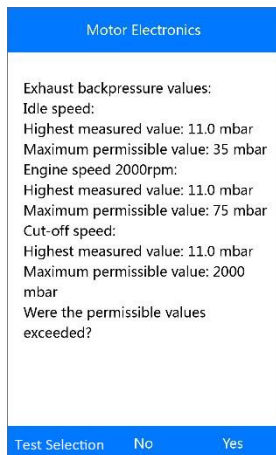 Motor Electronics
Exhaust backpressure values:
Idle speed:
Highest measured value: 11.0 mbar
Maximum permissible value: 35 mbar
Engine speed 2000rpm:
Highest measured value: 11.0 mbar
Maximum permissible value: 75 mbar
Cut-off speed:
Highest measured value: 11.0 mbar
Maximum permissible value: 2000
mbar
Were the permissible values
exceeded?
Test Selection No Yes